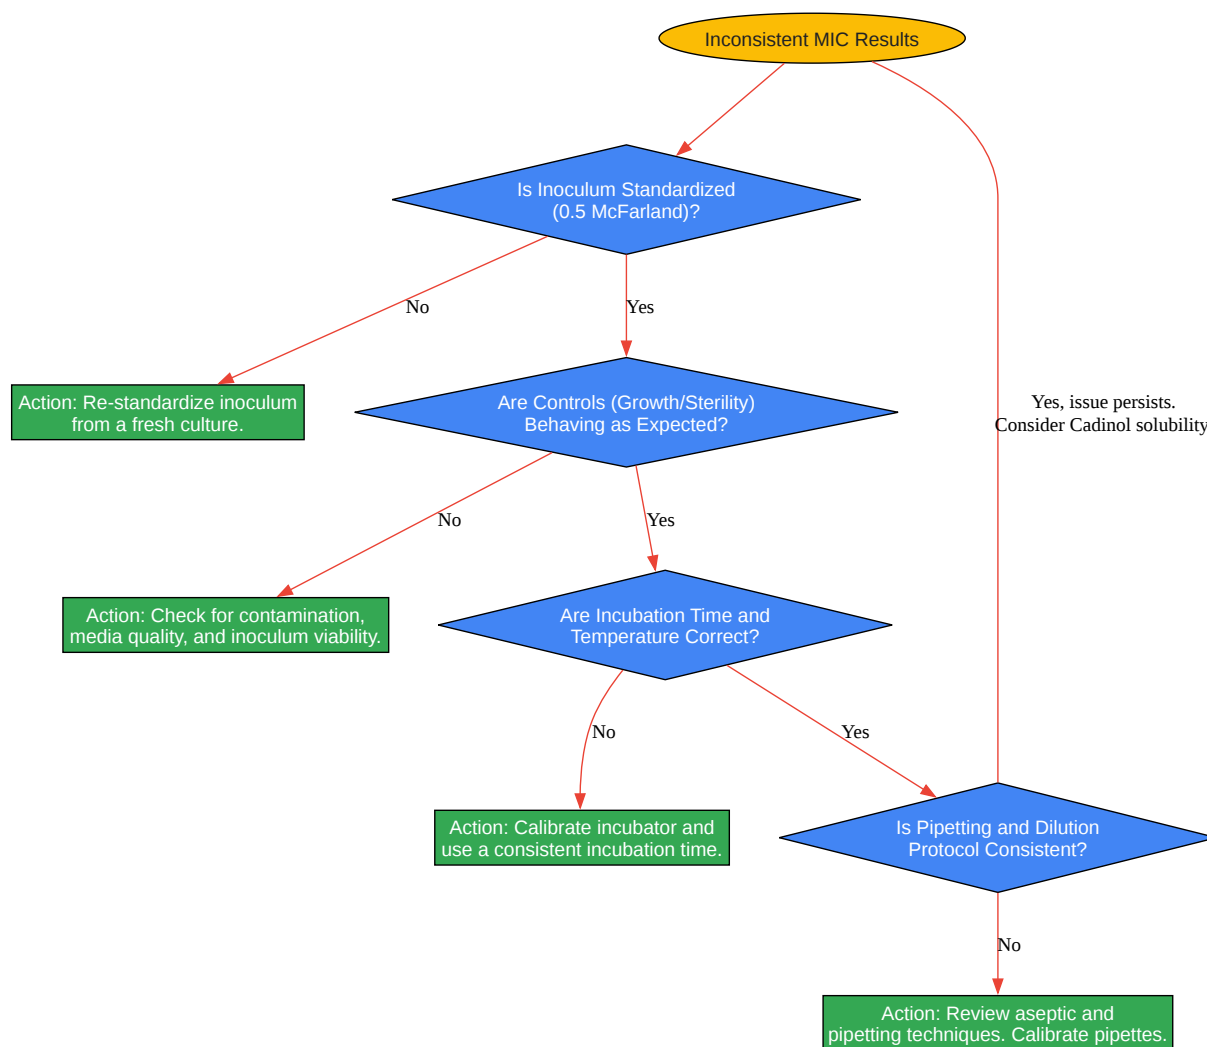 Inconsistent MIC Results
Is Inoculum Standardized
(0.5 McFarland)?
No
Yes
Action: Re-standardize inoculum
from a fresh culture.
Are Controls (Growth/Sterility)
Behaving as Expected?
Yes, issue persists.
Consider Cadinol solubility
No
Yes
Action: Check for contamination,
media quality, and inoculum viability.
Are Incubation Time and
Temperature Correct?
No
Yes
Action: Calibrate incubator and
use a consistent incubation time.
Is Pipetting and Dilution
Protocol Consistent?
No
Action: Review aseptic and
pipetting techniques. Calibrate pipettes.